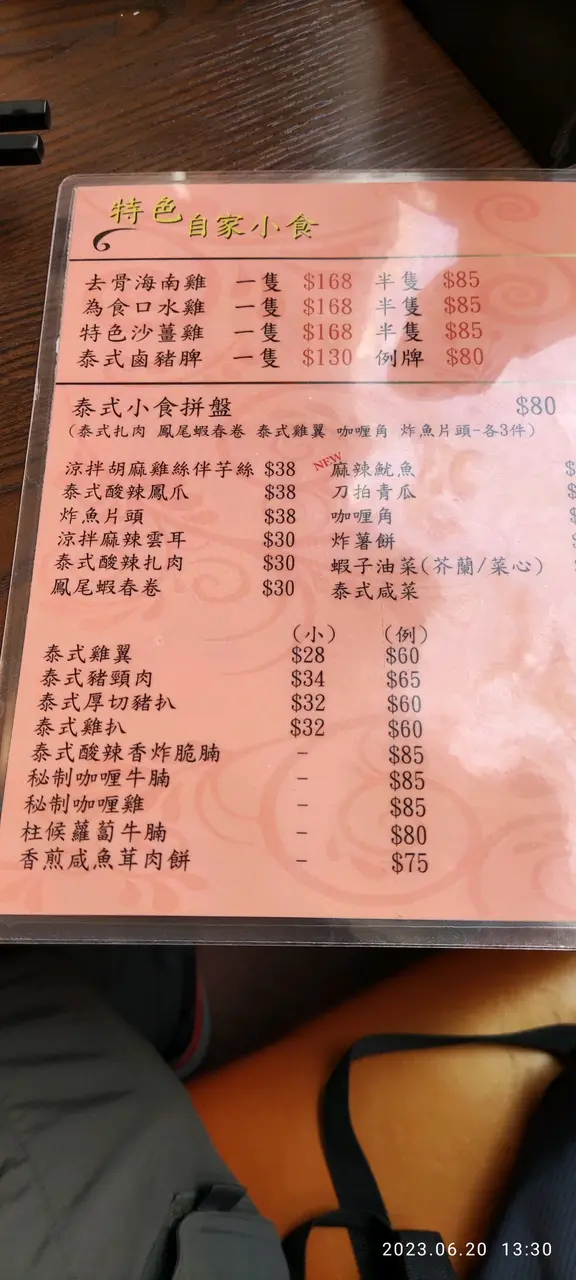 特色自家小食
去骨海南雞 一隻 $168 半隻 $85
為食口水雞 一隻 $168 半隻 $85
特色沙薑雞 一隻 $168 半隻 $85
泰式鹵豬脾 一隻 $130 例牌 $80
泰式小食拼盤 $80
(泰式扎肉 鳳尾蝦春卷 泰式雞翼 咖喱角 炸魚片頭-各3件)
涼拌胡麻雞絲伴芋絲 $38 NEW 麻辣魷魚 $
泰式酸辣鳳爪 $38 刀拍青瓜 $
炸魚片頭 $38 咖喱角
涼拌麻辣雲耳 $30 炸薯餅
泰式酸辣扎肉 $30 蝦子油菜(芥蘭/菜心)
鳳尾蝦春卷 $30 泰式咸菜
(小) (例)
泰式雞翼 $28 $60
泰式豬頸肉 $34 $65
泰式厚切豬扒 $32 $60
泰式雞扒 $32 $60
泰式酸辣香炸脆腩 - $85
秘制咖喱牛腩 - $85
秘制咖喱雞 - $85
柱候蘿蔔牛腩 - $80
香煎咸魚茸肉餅 - $75
2023.06.20 13:30